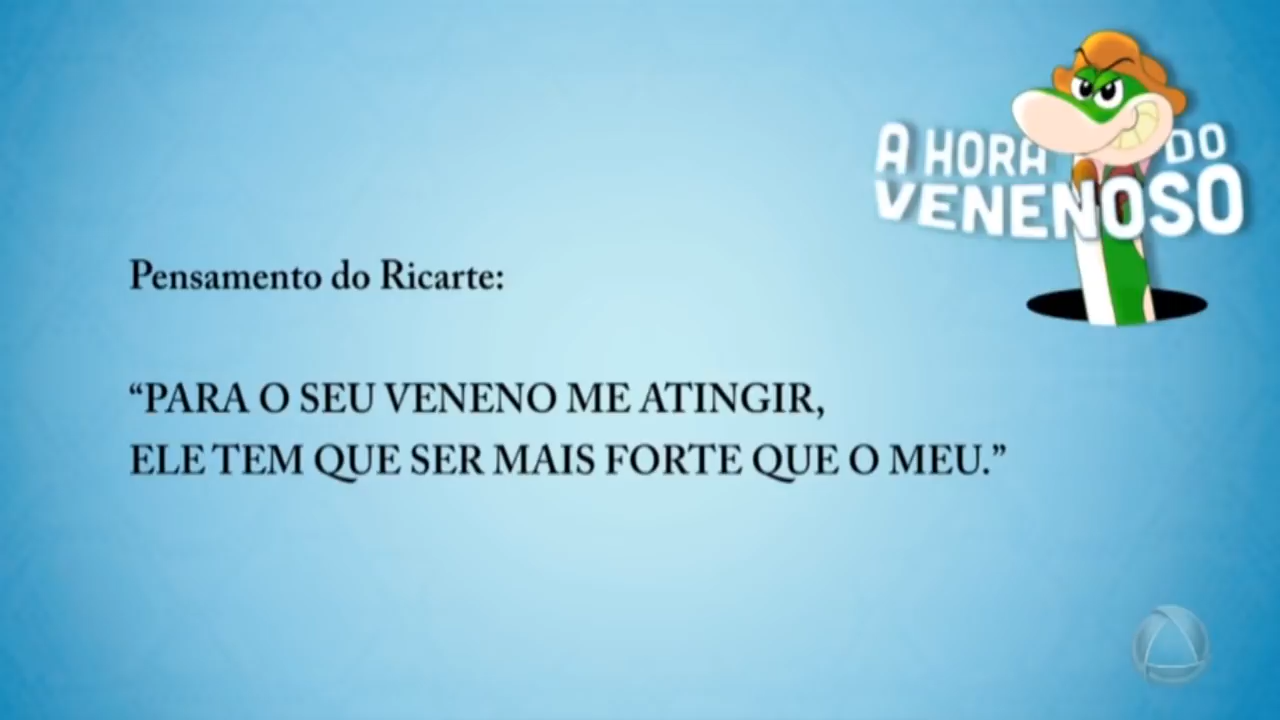 A HORA DO
VENENOSO
Pensamento do Ricarte:
“PARA O SEU VENENO ME ATINGIR,
ELE TEM QUE SER MAIS FORTE QUE O MEU.”